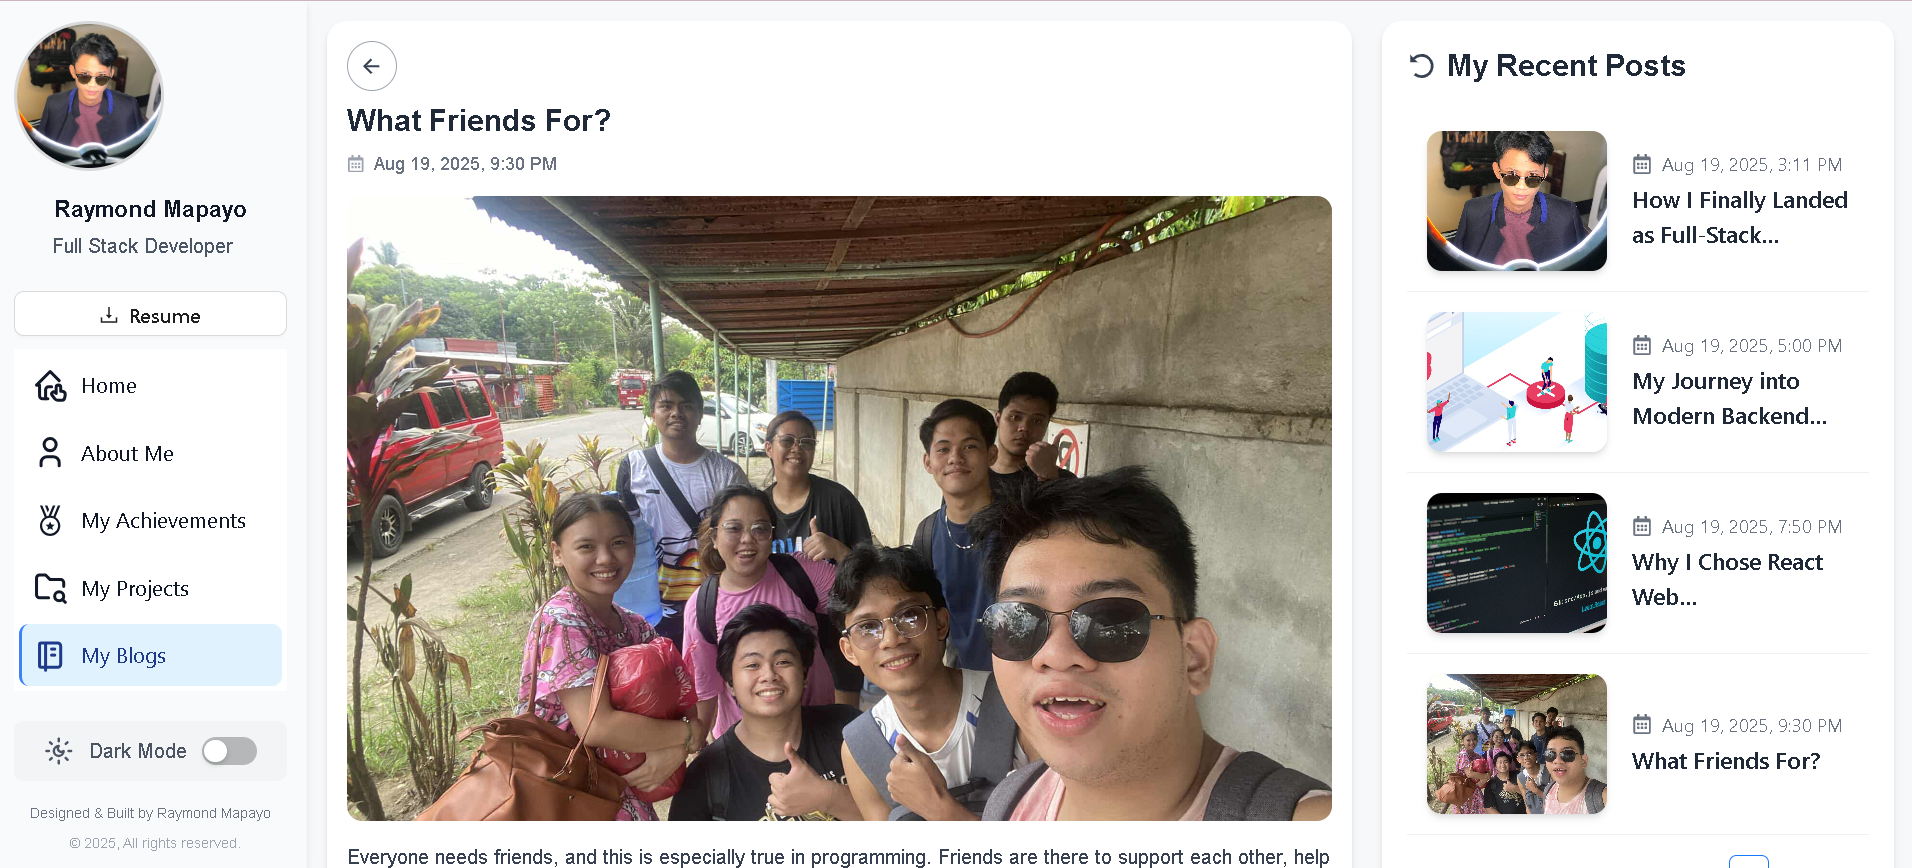 Raymond Mapayo
Full Stack Developer
Resume
Home
About Me
My Achievements
My Projects
My Blogs
Dark Mode
Designed & Built by Raymond Mapayo
© 2025, All rights reserved.
What Friends For?
Aug 19, 2025, 9:30 PM
Everyone needs friends, and this is especially true in programming. Friends are there to support each other, help
My Recent Posts
Aug 19, 2025, 3:11 PM
How I Finally Landed
as Full-Stack...
Aug 19, 2025, 5:00 PM
My Journey into
Modern Backend...
Aug 19, 2025, 7:50 PM
Why I Chose React
Web...
Aug 19, 2025, 9:30 PM
What Friends For?